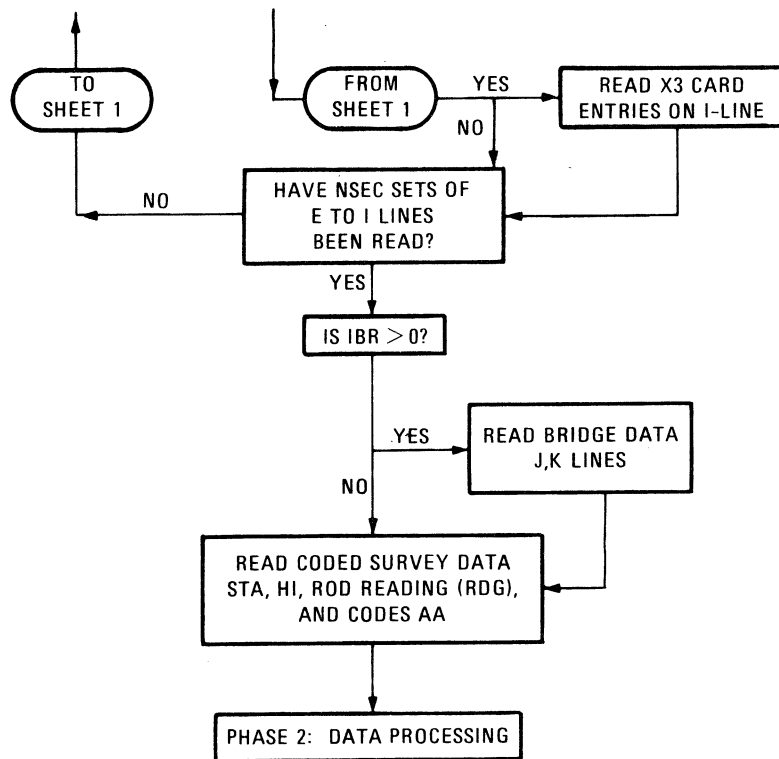 TO
SHEET 1
FROM
SHEET 1
YES
READ X3 CARD
ENTRIES ON I-LINE
NO
HAVE NSEC SETS OF
E TO I LINES
BEEN READ?
NO
YES
IS IBR > 0?
YES
READ BRIDGE DATA
J,K LINES
NO
READ CODED SURVEY DATA
STA, HI, ROD READING (RDG),
AND CODES AA
PHASE 2: DATA PROCESSING